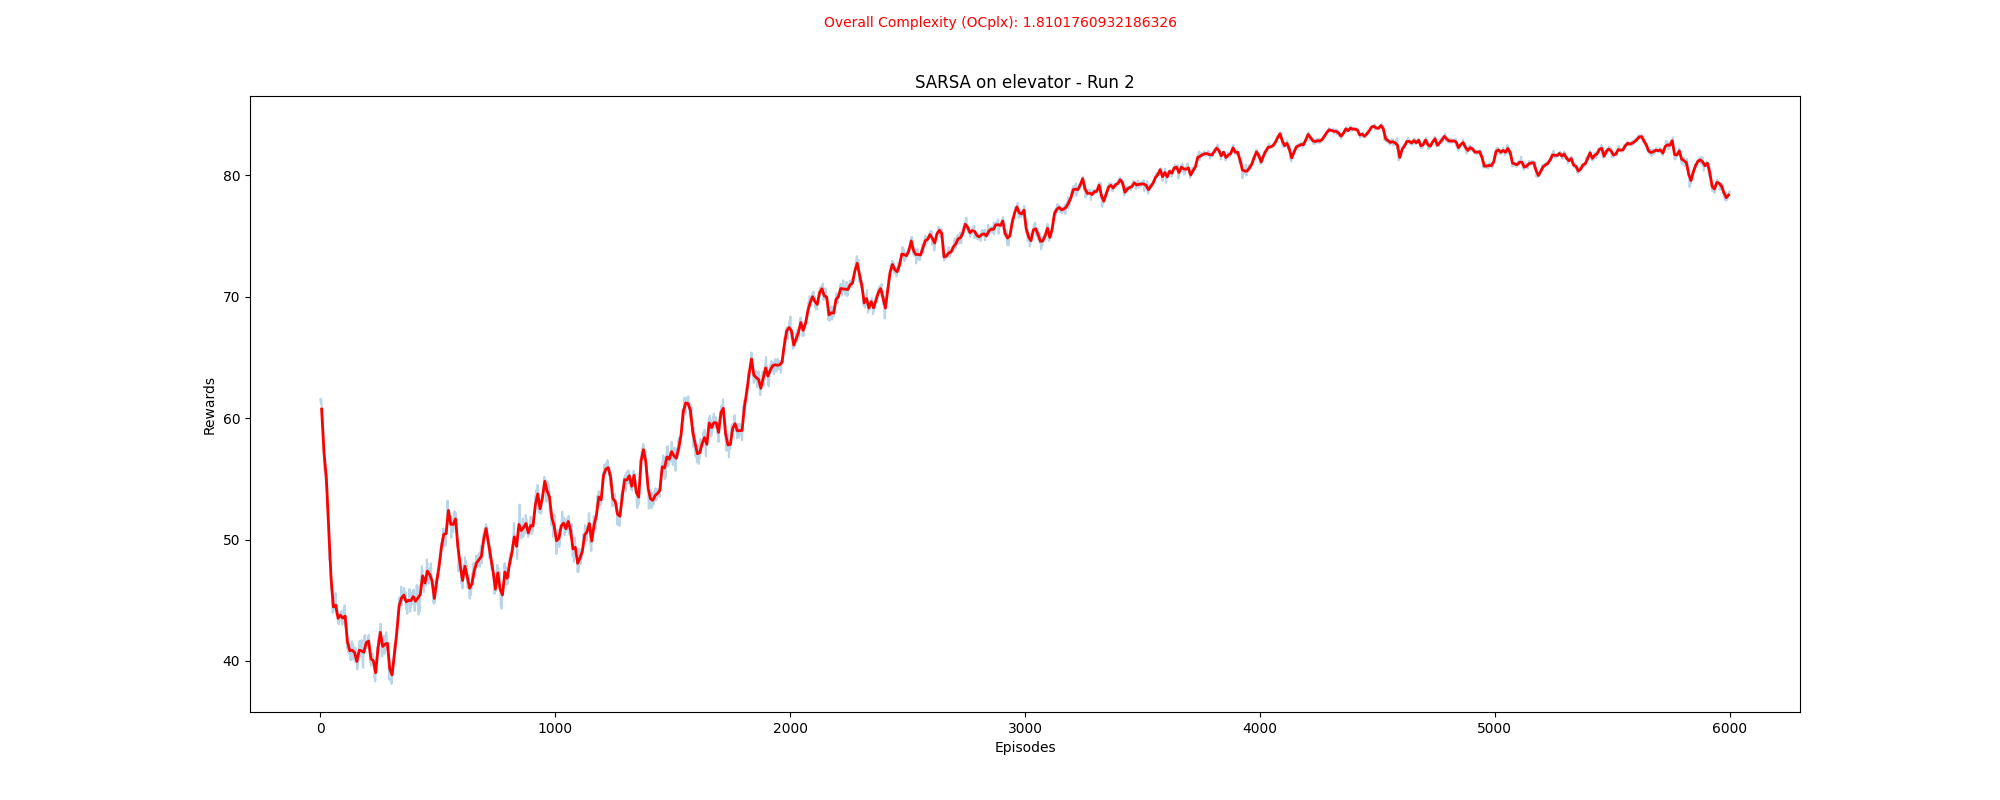 Overall Complexity (OCplx): 1.8101760932186326
SARSA on elevator - Run 2
80
70
60
50
40
Rewards
0 1000 2000 3000 4000 5000 6000
Episodes